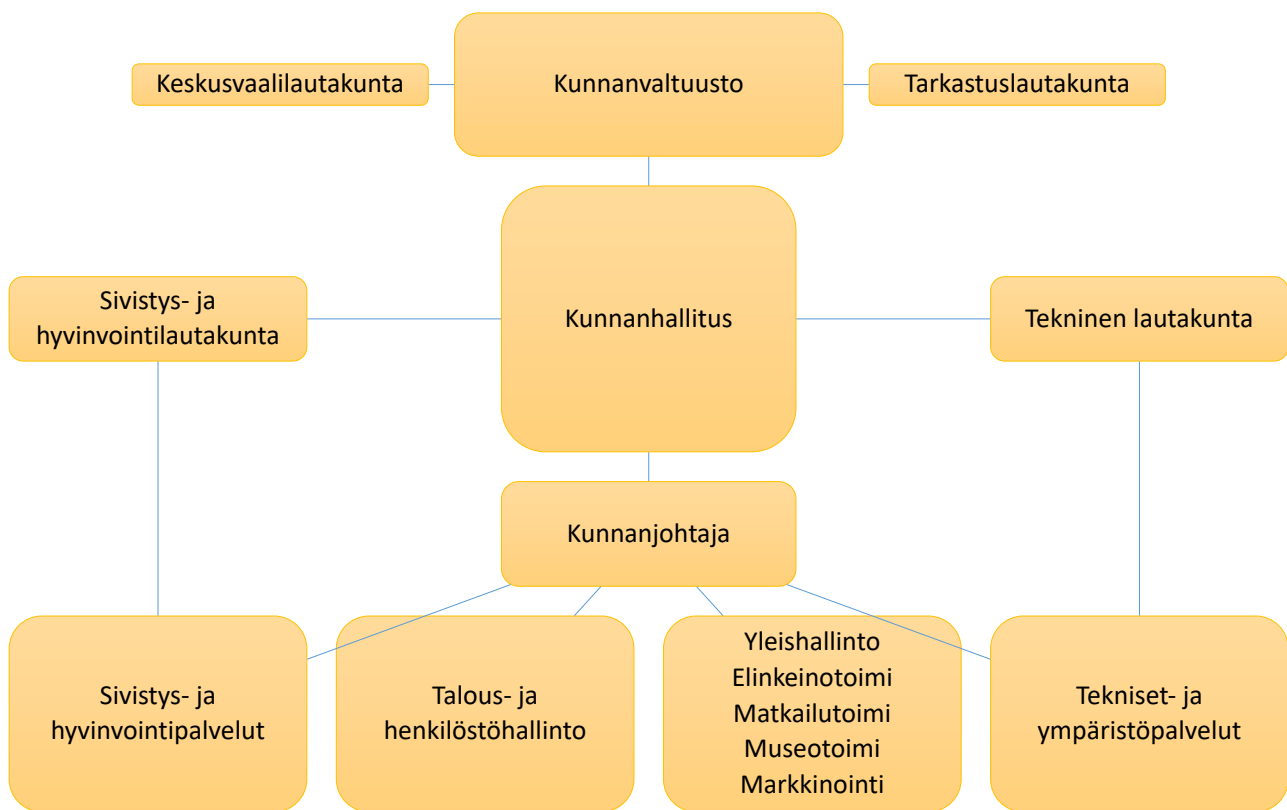 Keskusvaalilautakunta
Kunnanvaltuusto
Tarkastuslautakunta
Sivistys- ja
hyvinvointilautakunta
Kunnanhallitus
Tekninen lautakunta
Kunnanjohtaja
Sivistys- ja
hyvinvointipalvelut
Talous- ja
henkilöstöhallinto
Yleishallinto
Elinkeinotoimi
Matkailutoimi
Museotoimi
Markkinointi
Tekniset- ja
ympäristöpalvelut